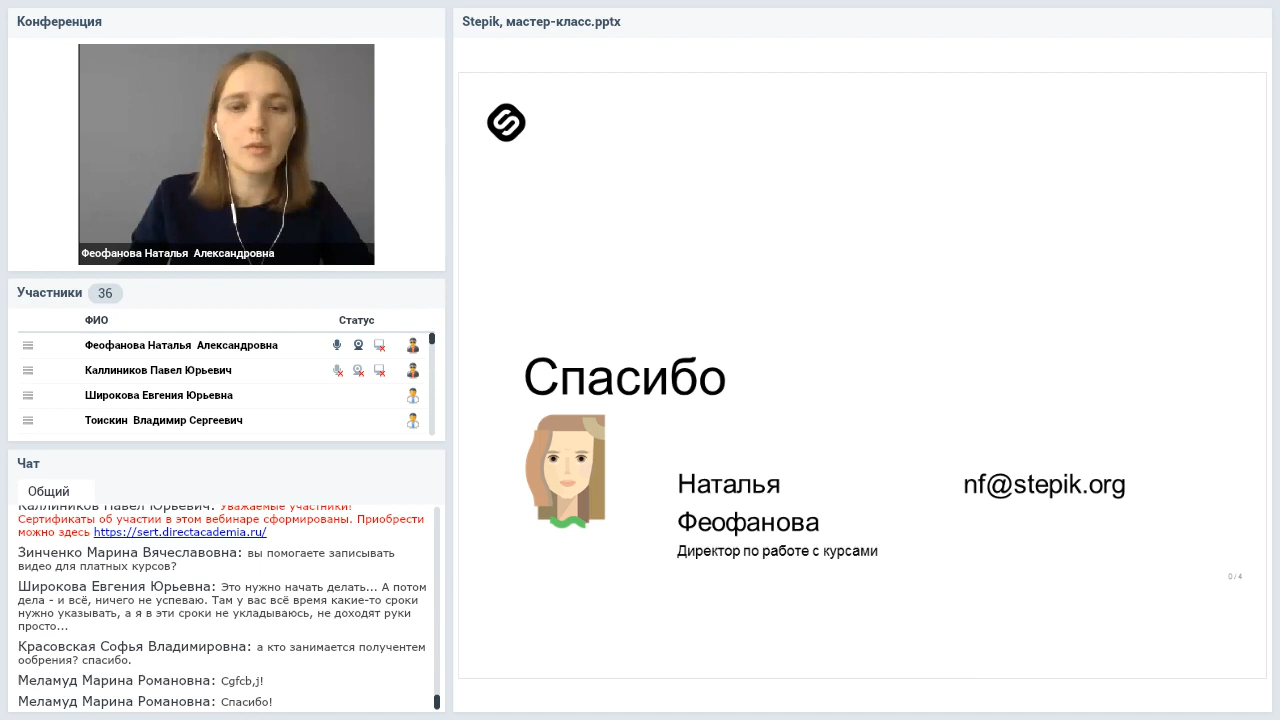 Конференция
Феофанова Наталья Александровна
Участники 36
ФИО Статус
Феофанова Наталья Александровна
Каллиников Павел Юрьевич
Широкова Евгения Юрьевна
Тоискин Владимир Сергеевич
Чат
Общий
Каллиников Павел Юрьевич: Уважаемые участники!
Сертификаты об участии в этом вебинаре сформированы. Приобрести
можно здесь https://sert.directacademia.ru/
Зинченко Марина Вячеславовна: вы помогаете записывать
видео для платных курсов?
Широкова Евгения Юрьевна: Это нужно начать делать... А потом
дела - и всё, ничего не успеваю. Там у вас всё время какие-то сроки
нужно указывать, а я в эти сроки не укладываюсь, не доходят руки
просто...
Красовская Софья Владимировна: а кто занимается получентем
ообрения? спасибо.
Меламуд Марина Романовна: Cgfcb,j!
Меламуд Марина Романовна: Спасибо!
Stepik, мастер-класс.pptx
Спасибо
Наталья
Феофанова
Директор по работе с курсами
nf@stepik.org
0 / 4